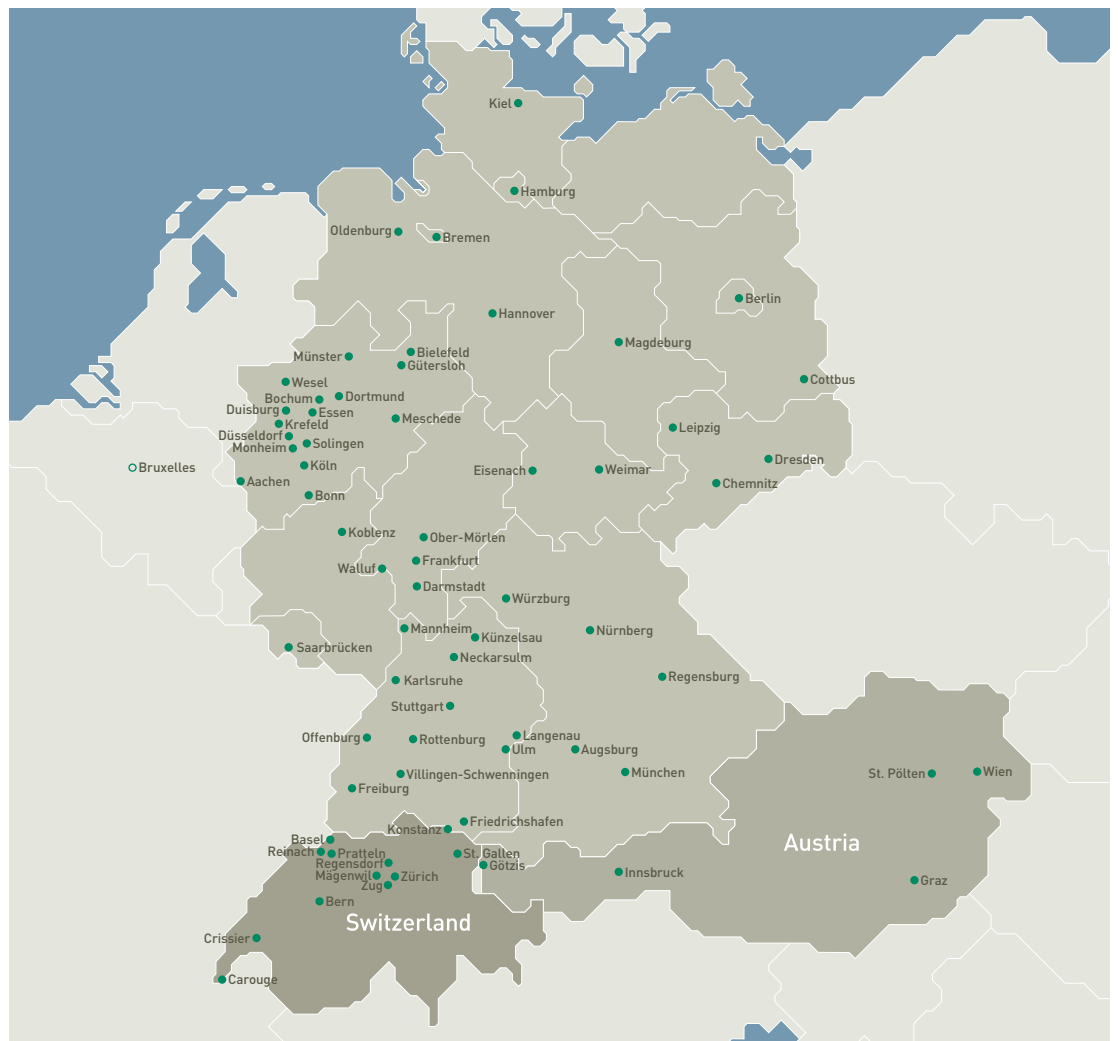 Kiel
Hamburg
Oldenburg
Bremen
Berlin
Hannover
Magdeburg
Münster
Bielefeld
Gütersloh
Cottbus
Wesel
Bochum
Dortmund
Duisburg
Essen
Meschede
Krefeld
Leipzig
Düsseldorf
Solingen
Monheim
Dresden
Köln
Bruxelles
Eisenach
Weimar
Aachen
Chemnitz
Bonn
Koblenz
Ober-Mörlen
Frankfurt
Walluf
Darmstadt
Würzburg
Mannheim
Nürnberg
Künzelsau
Saarbrücken
Neckarsulm
Regensburg
Karlsruhe
Stuttgart
Langenau
Offenburg
Rottenburg
Ulm
Augsburg
Villingen-Schwenningen
München
St. Pölten
Wien
Freiburg
Friedrichshafen
Konstanz
Basel
Austria
Reinach
Pratteln
St. Gallen
Regensdorf
Götzis
Mägenwil
Zürich
Innsbruck
Zug
Graz
Bern
Switzerland
Crissier
Carouge